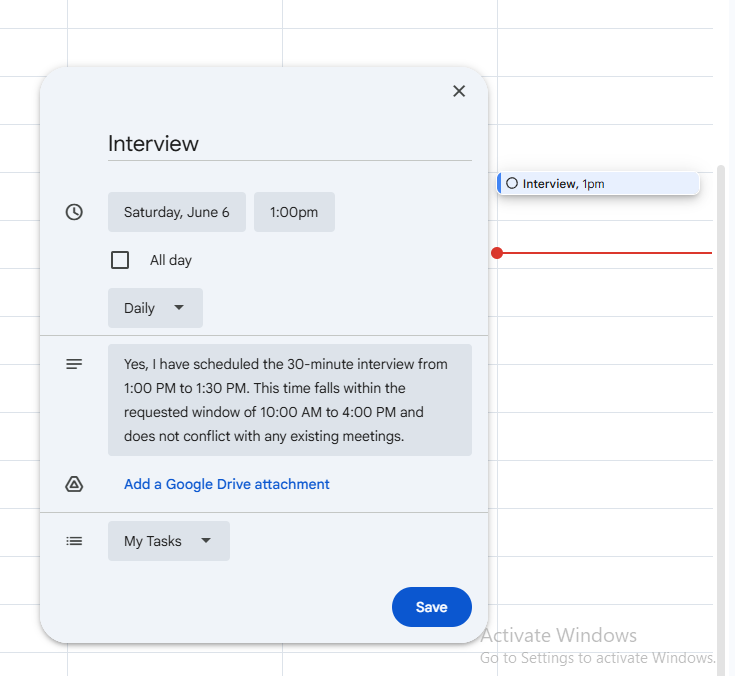 Interview
Saturday, June 6
1:00pm
All day
Daily
Yes, I have scheduled the 30-minute interview from
1:00 PM to 1:30 PM. This time falls within the
requested window of 10:00 AM to 4:00 PM and
does not conflict with any existing meetings.
Add a Google Drive attachment
My Tasks
Save
Interview, 1pm
Activate Windows
Go to Settings to activate Windows.